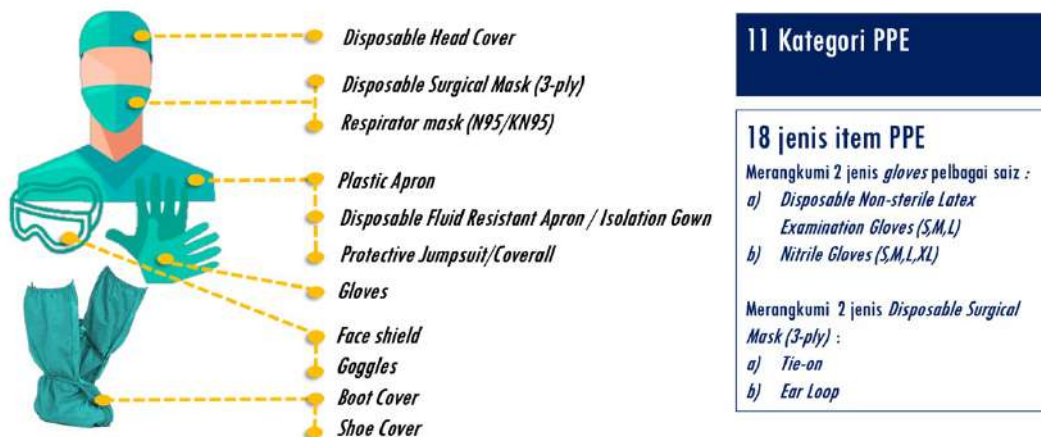 Disposable Head Cover
Disposable Surgical Mask (3-ply)
Respirator mask (N95/KN95)
Plastic Apron
Disposable Fluid Resistant Apron / Isolation Gown
Protective Jumpsuit/Coverall
Gloves
Face shield
Goggles
Boot Cover
Shoe Cover
11 Kategori PPE
18 jenis item PPE
Merangkumi 2 jenis gloves pelbagai saiz :
a) Disposable Non-sterile Latex
Examination Gloves (S,M,L)
b) Nitrile Gloves (S,M,L,XL)
Merangkumi 2 jenis Disposable Surgical
Mask (3-ply) :
a) Tie-on
b) Ear Loop